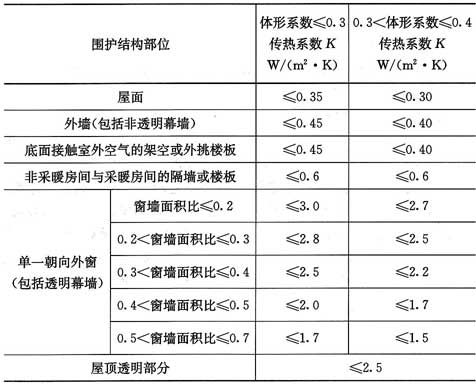 围护结构部位
体形系数≤0.3
传热系数 K
W/(m²·K)
0.3<体形系数≤0.4
传热系数 K
W/(m²·K)
屋面 ≤0.35 ≤0.30
外墙(包括非透明幕墙) ≤0.45 ≤0.40
底面接触室外空气的架空或外挑楼板 ≤0.45 ≤0.40
非采暖房间与采暖房间的隔墙或楼板 ≤0.6 ≤0.6
单一朝向外窗
(包括透明幕墙)
窗墙面积比≤0.2 ≤3.0 ≤2.7
0.2<窗墙面积比≤0.3 ≤2.8 ≤2.5
0.3<窗墙面积比≤0.4 ≤2.5 ≤2.2
0.4<窗墙面积比≤0.5 ≤2.0 ≤1.7
0.5<窗墙面积比≤0.7 ≤1.7 ≤1.5
屋顶透明部分 ≤2.5